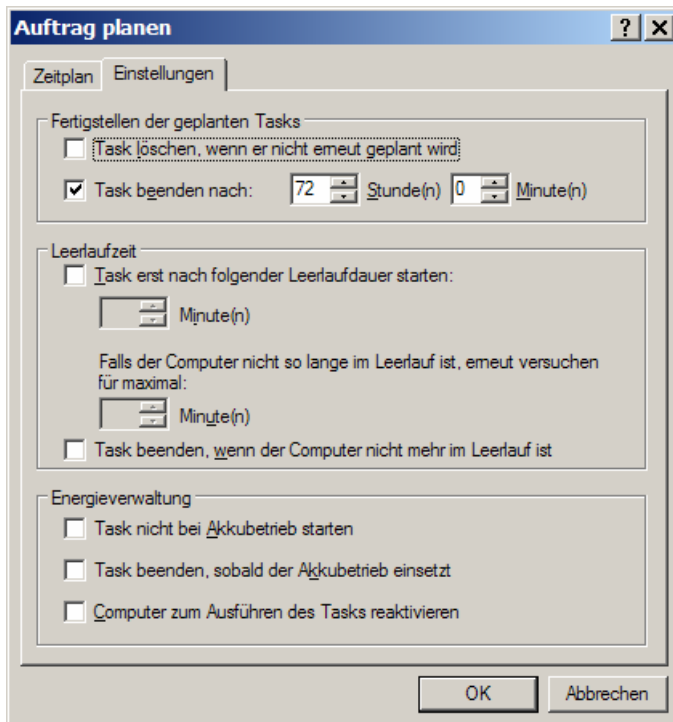 Auftrag planen
Zeitplan Einstellungen
Fertigstellen der geplanten Tasks
Task löschen, wenn er nicht erneut geplant wird
Task beenden nach: 72 Stunde(n) 0 Minute(n)
Leerlaufzeit
Task erst nach folgender Leerlaufdauer starten:
Minute(n)
Falls der Computer nicht so lange im Leerlauf ist, erneut versuchen
für maximal:
Minute(n)
Task beenden, wenn der Computer nicht mehr im Leerlauf ist
Energieverwaltung
Task nicht bei Akkubetrieb starten
Task beenden, sobald der Akkubetrieb einsetzt
Computer zum Ausführen des Tasks reaktivieren
OK Abbrechen